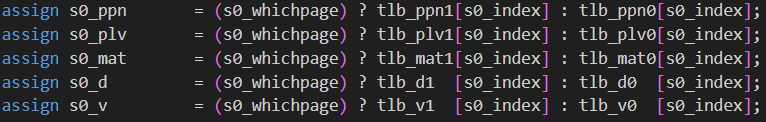 assign s0_ppn       = (s0_whichpage) ? tlb_ppn1[s0_index] : tlb_ppn0[s0_index];
assign s0_plv       = (s0_whichpage) ? tlb_plv1[s0_index] : tlb_plv0[s0_index];
assign s0_mat       = (s0_whichpage) ? tlb_mat1[s0_index] : tlb_mat0[s0_index];
assign s0_d         = (s0_whichpage) ? tlb_d1  [s0_index] : tlb_d0  [s0_index];
assign s0_v         = (s0_whichpage) ? tlb_v1  [s0_index] : tlb_v0  [s0_index];